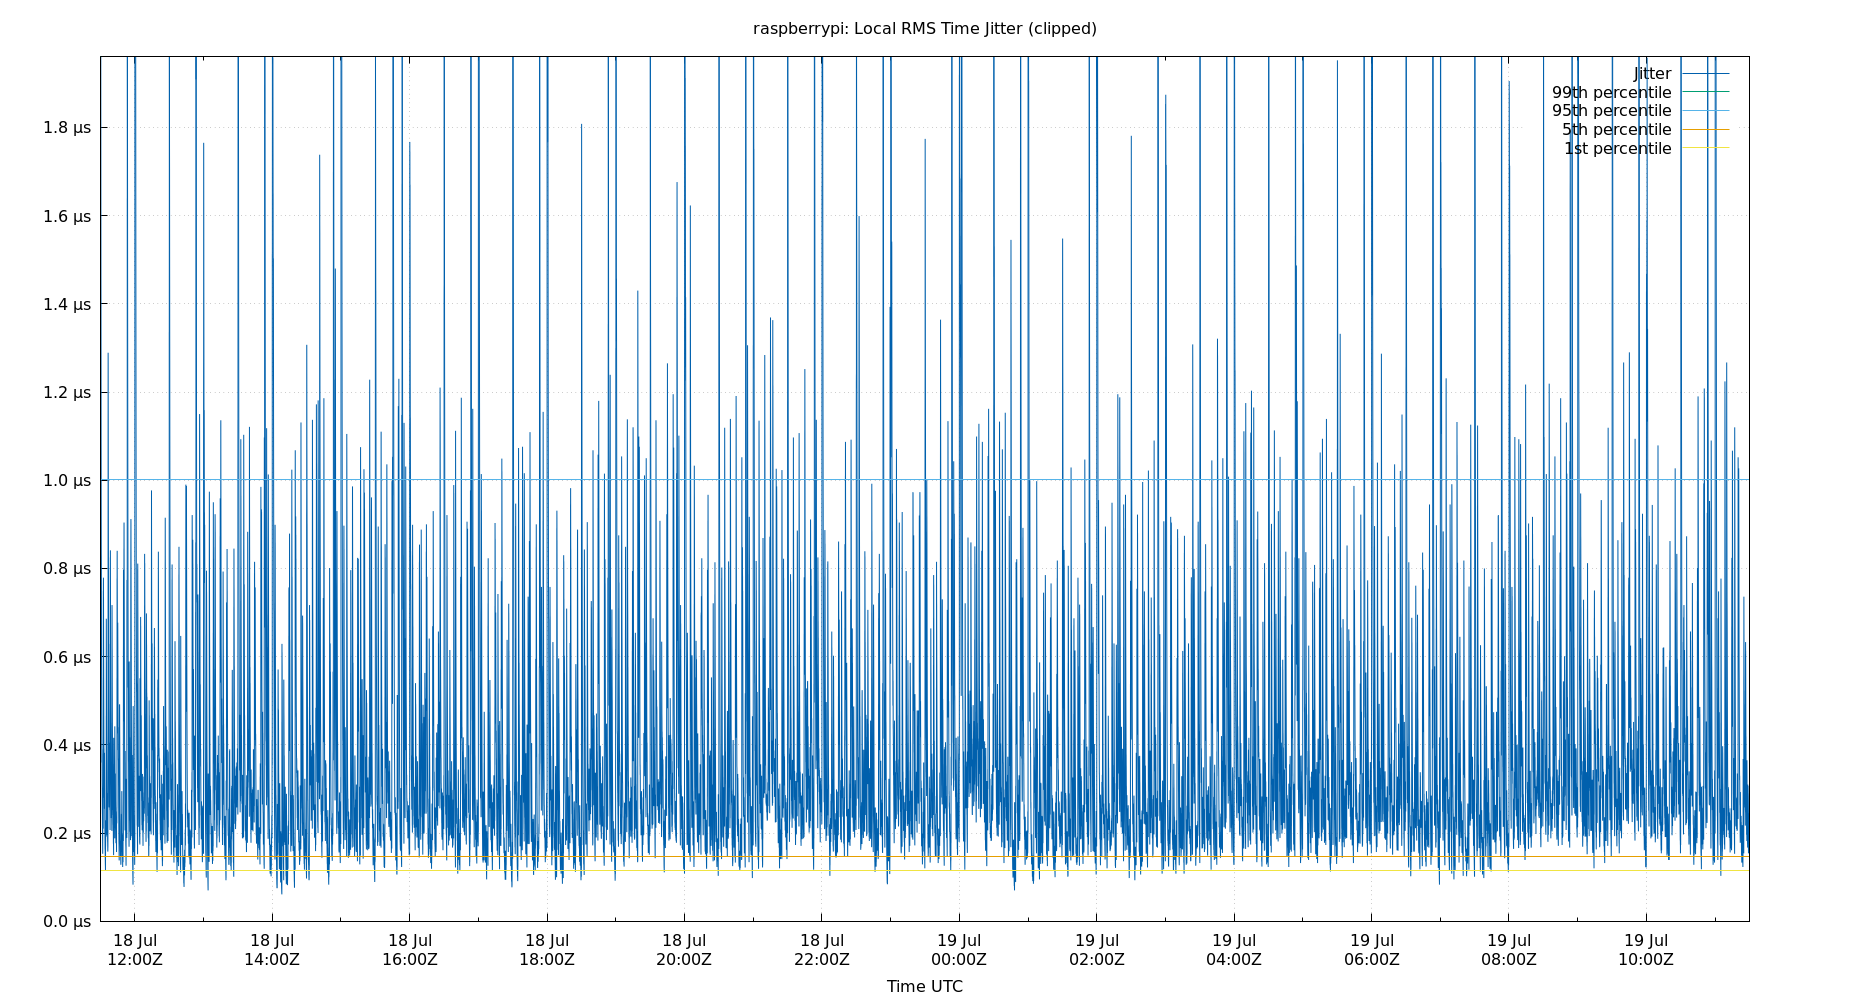 raspberrypi: Local RMS Time Jitter (clipped)
Jitter
99th percentile
95th percentile
5th percentile
1st percentile
1.8 µs
1.6 µs
1.4 µs
1.2 µs
1.0 µs
0.8 µs
0.6 µs
0.4 µs
0.2 µs
0.0 µs
18 Jul 18 Jul 18 Jul 18 Jul 18 Jul 18 Jul 19 Jul 19 Jul 19 Jul 19 Jul 19 Jul 19 Jul
12:00Z 14:00Z 16:00Z 18:00Z 20:00Z 22:00Z 00:00Z 02:00Z 04:00Z 06:00Z 08:00Z 10:00Z
Time UTC